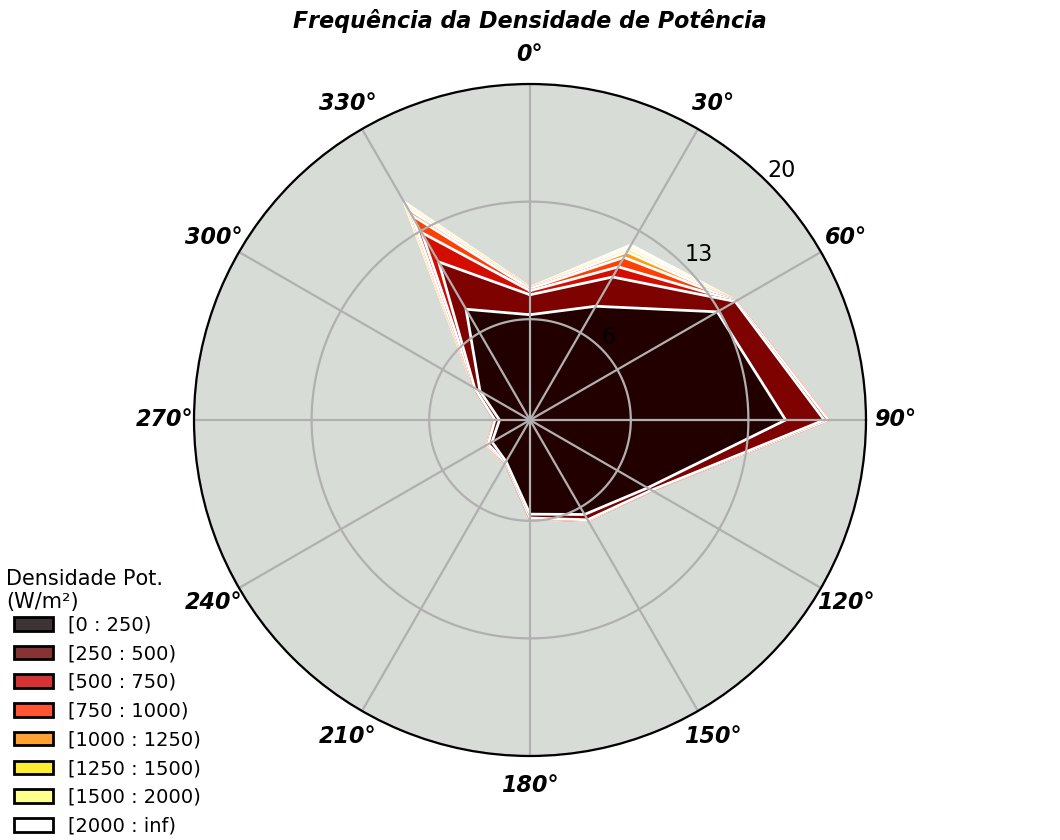 Frequência da Densidade de Potência
0°
330°
30°
20
300°
60°
13
6
270°
90°
240°
120°
210°
150°
180°
Densidade Pot.
(W/m²)
[0 : 250)
[250 : 500)
[500 : 750)
[750 : 1000)
[1000 : 1250)
[1250 : 1500)
[1500 : 2000)
[2000 : inf)